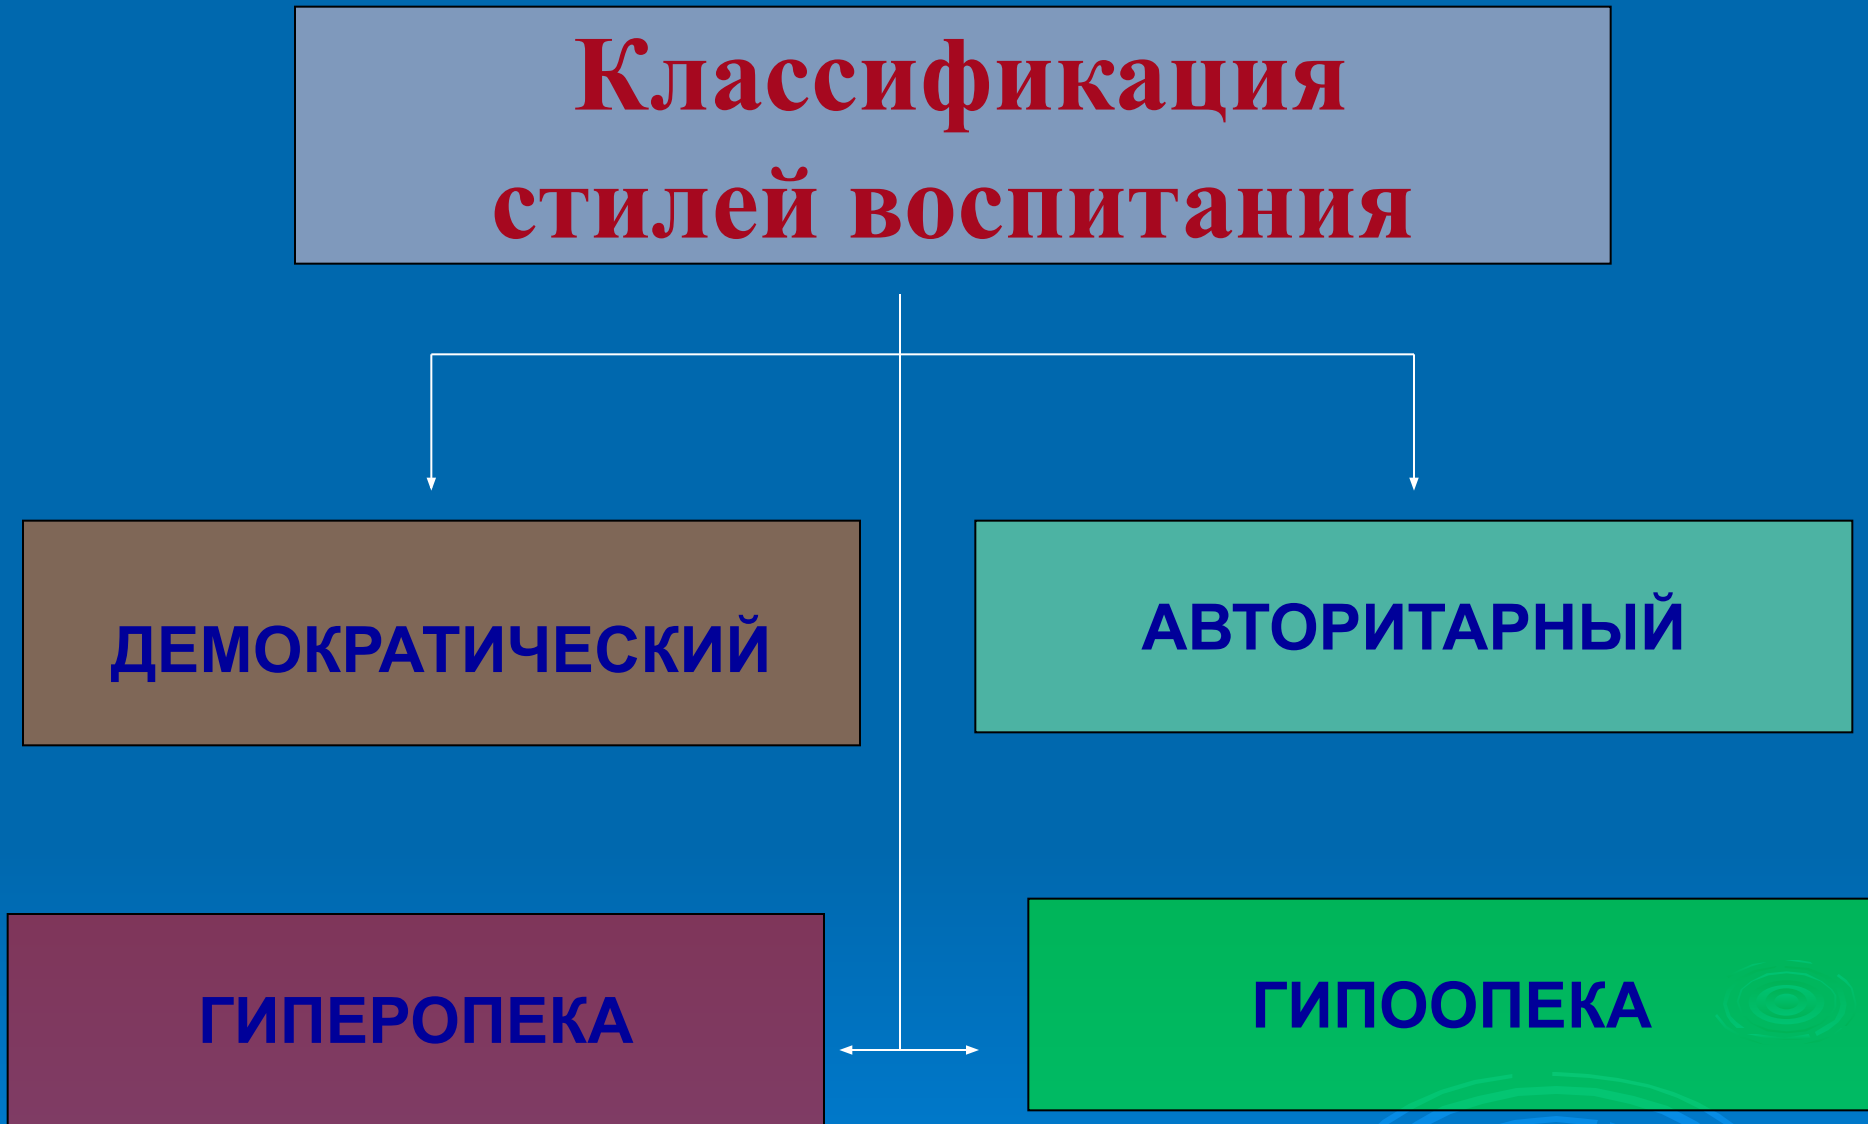 Классификация
стилей воспитания
ДЕМОКРАТИЧЕСКИЙ
АВТОРИТАРНЫЙ
ГИПЕРОПЕКА
ГИПООПЕКА